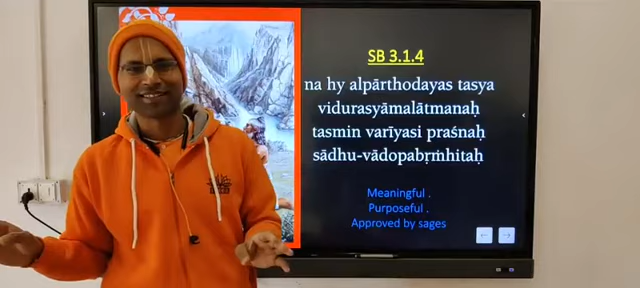 SB 3.1.4
na hy alpārthodayas tasya
vidurasyāmalātmanaḥ
tasmin varīyasi praśnaḥ
sādhu-vādopabṛṁhitaḥ
Meaningful .
Purposeful .
Approved by sages